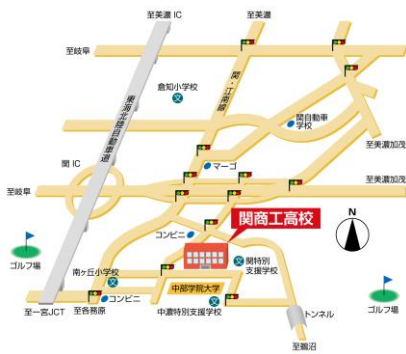 至美濃 IC
至美濃
至岐阜
倉知小学校
文
関・江南線
東海北陸自動車道
関自動車
学校
至美濃加茂
関 IC
マーゴ
至岐阜
至美濃加茂
関商工高校
N
コンビニ
ゴルフ場
南ヶ丘小学校
文
文
関特別
支援学校
中部学院大学
コンビニ
至一宮JCT
至各務原
中濃特別支援学校
文
トンネル
ゴルフ場
至鵜沼